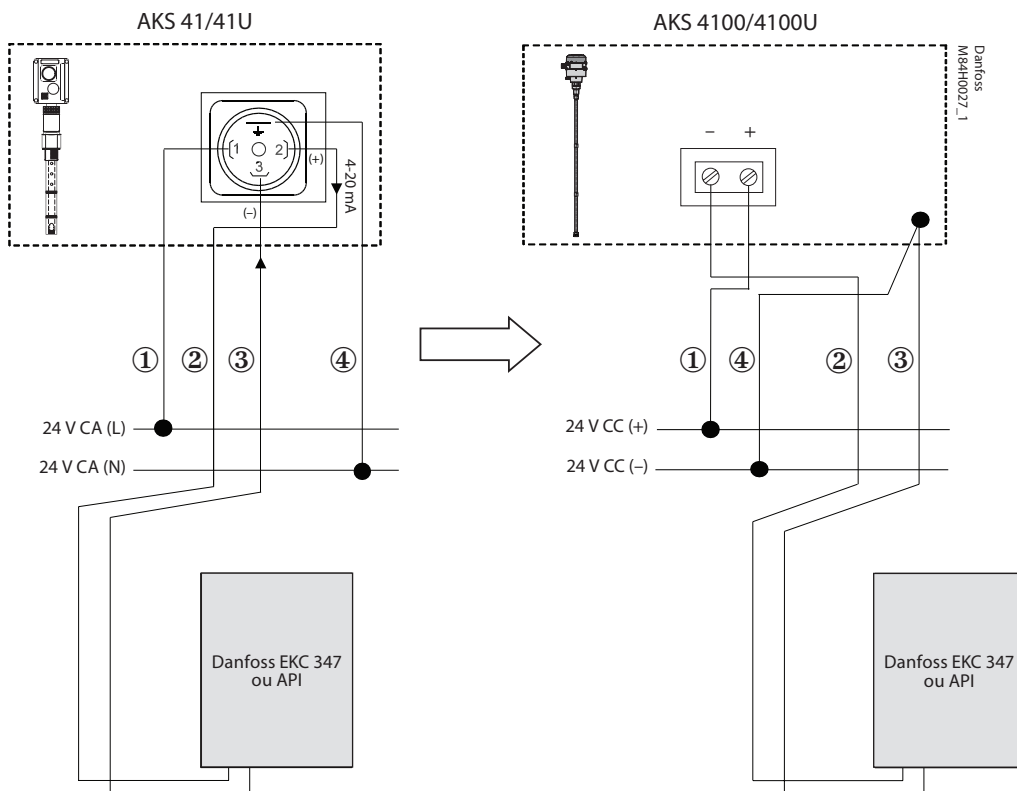 AKS 41/41U
1
2
3
(+)
(–)
4-20 mA
①
②
③
④
24 V CA (L)
24 V CA (N)
Danfoss EKC 347
ou API
AKS 4100/4100U
Danfoss
M84H0027_1
– +
①
④
②
③
24 V CC (+)
24 V CC (–)
Danfoss EKC 347
ou API